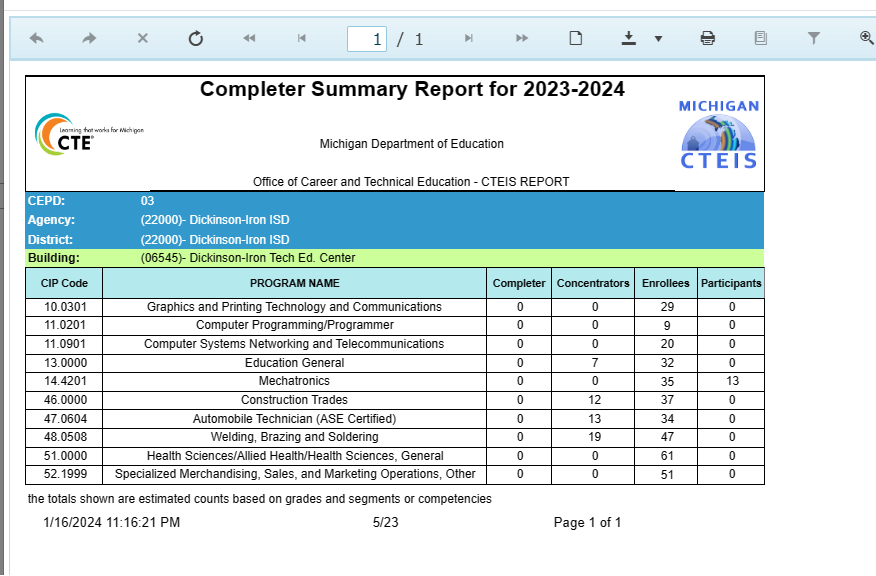 1 / 1
Completer Summary Report for 2023-2024
Learning that works for Michigan
CTE
MICHIGAN
CTEIS
Michigan Department of Education
Office of Career and Technical Education - CTEIS REPORT
CEPD: 03
Agency: (22000)- Dickinson-Iron ISD
District: (22000)- Dickinson-Iron ISD
Building: (06545)- Dickinson-Iron Tech Ed. Center
CIP Code PROGRAM NAME Completer Concentrators Enrollees Participants
10.0301 Graphics and Printing Technology and Communications 0 0 29 0
11.0201 Computer Programming/Programmer 0 0 9 0
11.0901 Computer Systems Networking and Telecommunications 0 0 20 0
13.0000 Education General 0 7 32 0
14.4201 Mechatronics 0 0 35 13
46.0000 Construction Trades 0 12 37 0
47.0604 Automobile Technician (ASE Certified) 0 13 34 0
48.0508 Welding, Brazing and Soldering 0 19 47 0
51.0000 Health Sciences/Allied Health/Health Sciences, General 0 0 61 0
52.1999 Specialized Merchandising, Sales, and Marketing Operations, Other 0 0 51 0
the totals shown are estimated counts based on grades and segments or competencies
1/16/2024 11:16:21 PM 5/23 Page 1 of 1